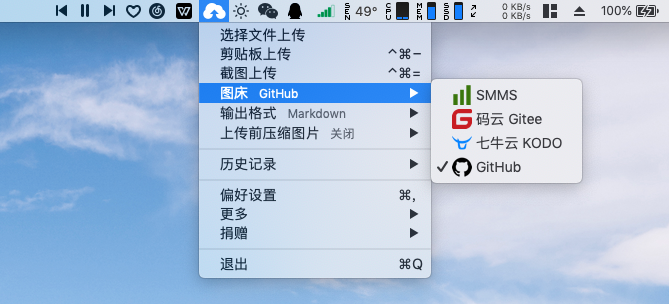 SEN 49° CPU MEM SSD 0 KB/s 0 KB/s 100%
选择文件上传
剪贴板上传 ^⌘−
截图上传 ^⌘=
图床 GitHub
输出格式 Markdown
上传前压缩图片 关闭
历史记录
偏好设置 ⌘,
更多
捐赠
退出 ⌘Q
SMMS
码云 Gitee
七牛云 KODO
GitHub